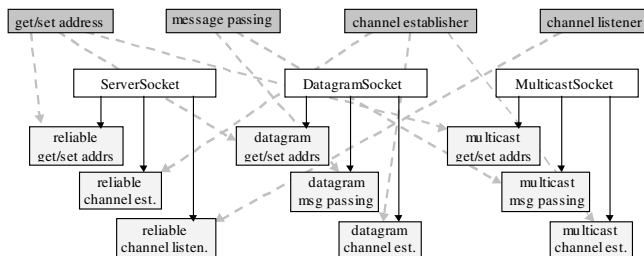 get/set address
message passing
channel establisher
channel listener
ServerSocket
DatagramSocket
MulticastSocket
reliable
get/set addrs
datagram
get/set addrs
multicast
get/set addrs
reliable
channel est.
datagram
msg passing
multicast
msg passing
reliable
channel listen.
datagram
channel est.
multicast
channel est.